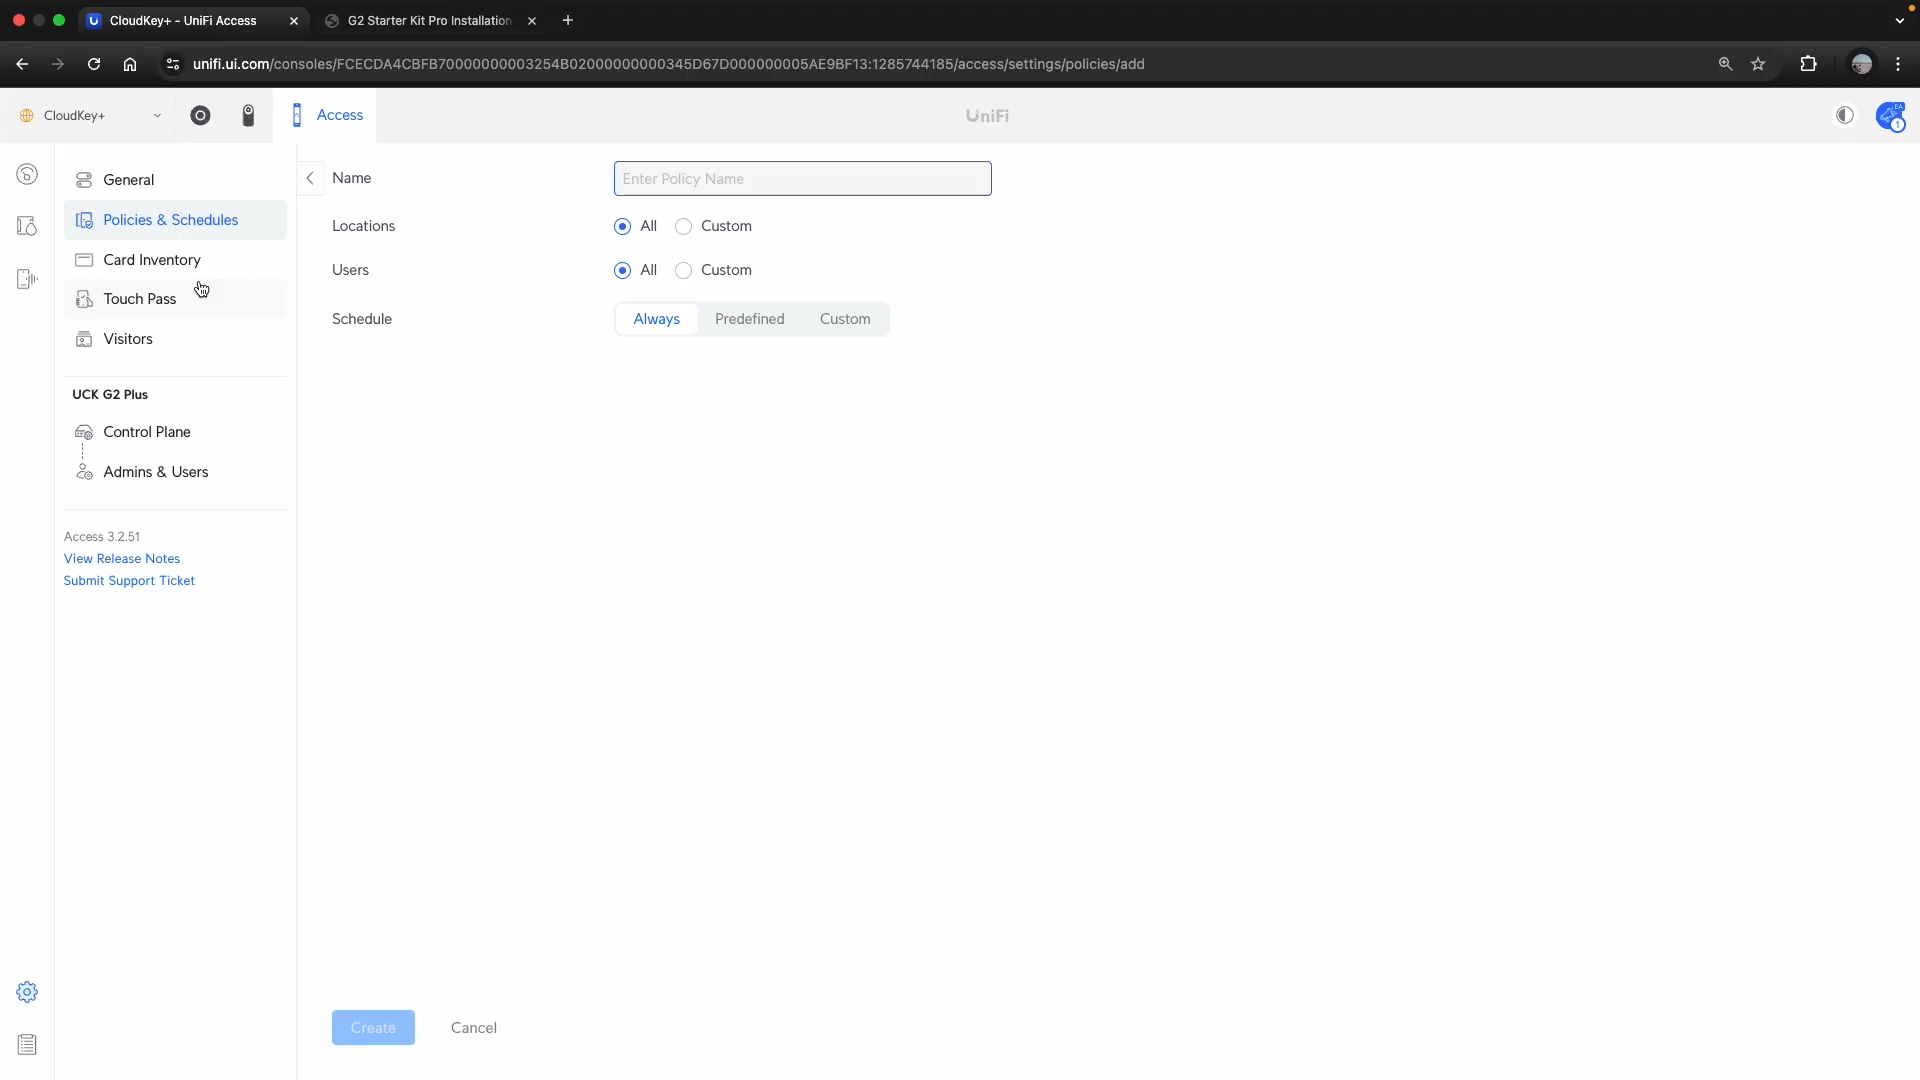 CloudKey+ - UniFi Access
G2 Starter Kit Pro Installation
unifi.ui.com/consoles/FCECDA4CBFB70000000003254B02000000000345D67D000000005AE9BF13:1285744185/access/settings/policies/add
CloudKey+
Access
UniFi
EA
1
General
Policies & Schedules
Card Inventory
Touch Pass
Visitors
UCK G2 Plus
Control Plane
Admins & Users
Access 3.2.51
View Release Notes
Submit Support Ticket
Name
Enter Policy Name
Locations
All Custom
Users
All Custom
Schedule
Always Predefined Custom
Create Cancel